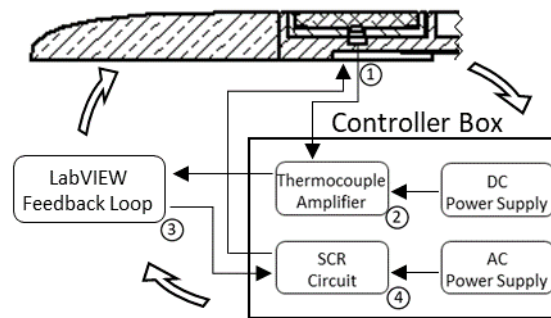 ①
Controller Box
LabVIEW
Feedback Loop
③
Thermocouple
Amplifier
②
DC
Power Supply
SCR
Circuit
④
AC
Power Supply